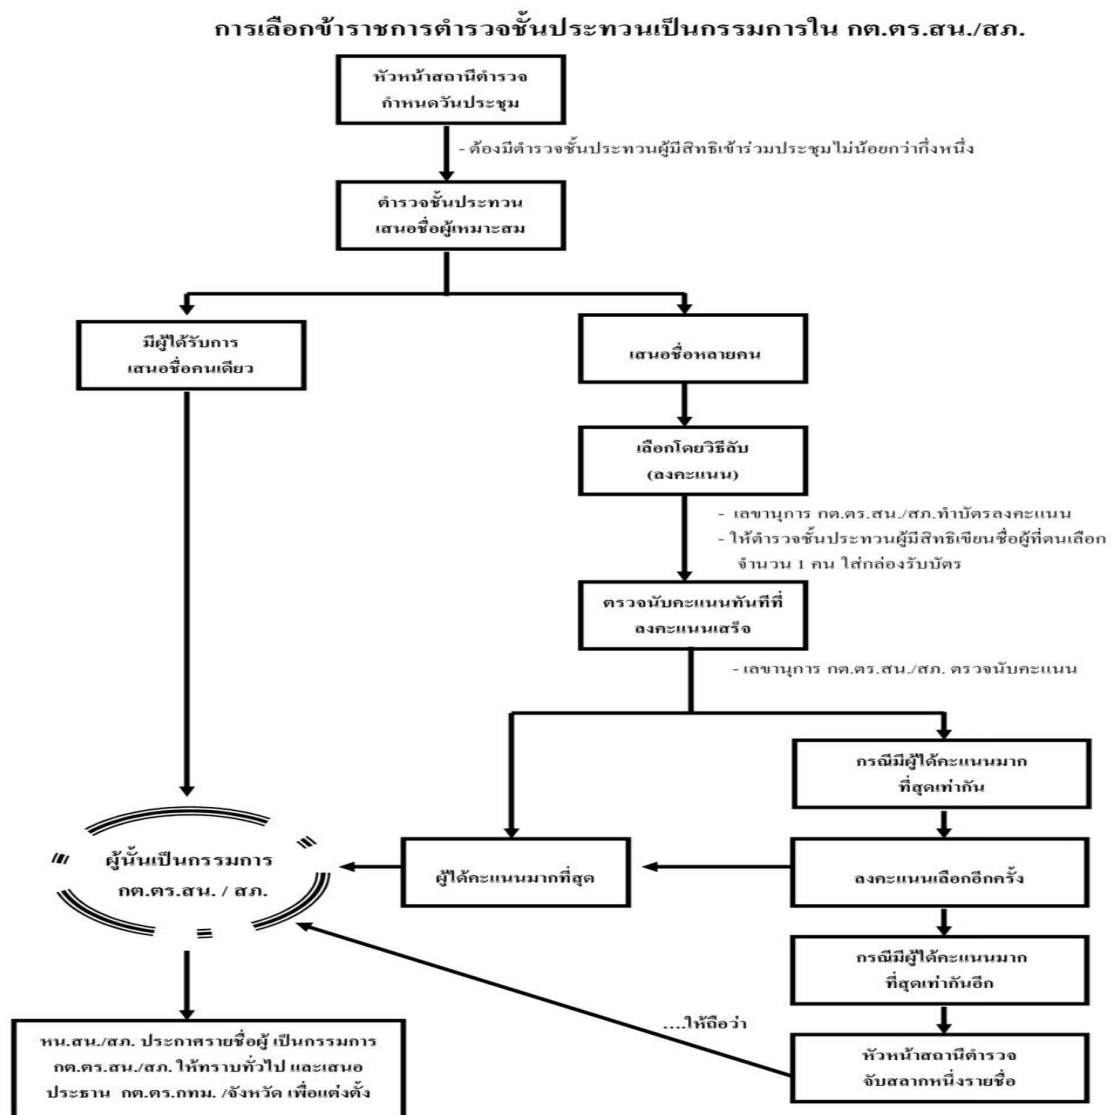 การเลือกข้าราชการตำรวจชั้นประทวนเป็นกรรมการใน กต.ตร.สน./สภ.
หัวหน้าสถานีตำรวจ
กำหนดวันประชุม
- ต้องมีตำรวจชั้นประทวนผู้มีสิทธิเข้าร่วมประชุมไม่น้อยกว่ากึ่งหนึ่ง
ตำรวจชั้นประทวน
เสนอชื่อผู้เหมาะสม
มีผู้ได้รับการ
เสนอชื่อคนเดียว
เสนอชื่อหลายคน
เลือกโดยวิธีลับ
(ลงคะแนน)
- เลขานุการ กต.ตร.สน./สภ.ทำบัตรลงคะแนน
- ให้ตำรวจชั้นประทวนผู้มีสิทธิเขียนชื่อผู้ที่ตนเลือก
จำนวน 1 คน ใส่กล่องรับบัตร
ตรวจนับคะแนนทันทีที่
ลงคะแนนเสร็จ
- เลขานุการ กต.ตร.สน./สภ. ตรวจนับคะแนน
กรณีมีผู้ได้คะแนนมาก
ที่สุดเท่ากัน
ผู้นั้นเป็นกรรมการ
กต.ตร.สน. / สภ.
ผู้ได้คะแนนมากที่สุด
ลงคะแนนเลือกอีกครั้ง
กรณีมีผู้ได้คะแนนมาก
ที่สุดเท่ากันอีก
....ให้ถือว่า
หัวหน้าสถานีตำรวจ
จับสลากหนึ่งรายชื่อ
หน.สน./สภ. ประกาศรายชื่อผู้ เป็นกรรมการ
กต.ตร.สน./สภ. ให้ทราบทั่วไป และเสนอ
ประธาน กต.ตร.กทม. /จังหวัด เพื่อแต่งตั้ง